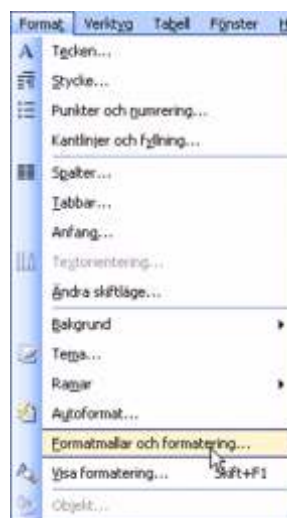 Format Verktyg Tabell Fönster H
Tecken...
Stycke...
Punkter och numrering...
Kantlinjer och fyllning...
Spalter...
Tabbar...
Anfang...
Textorientering...
Ändra skiftläge...
Bakgrund
Tema...
Ramar
Autoformat...
Formatmallar och formatering...
Visa formatering... Skift+F1
Objekt...